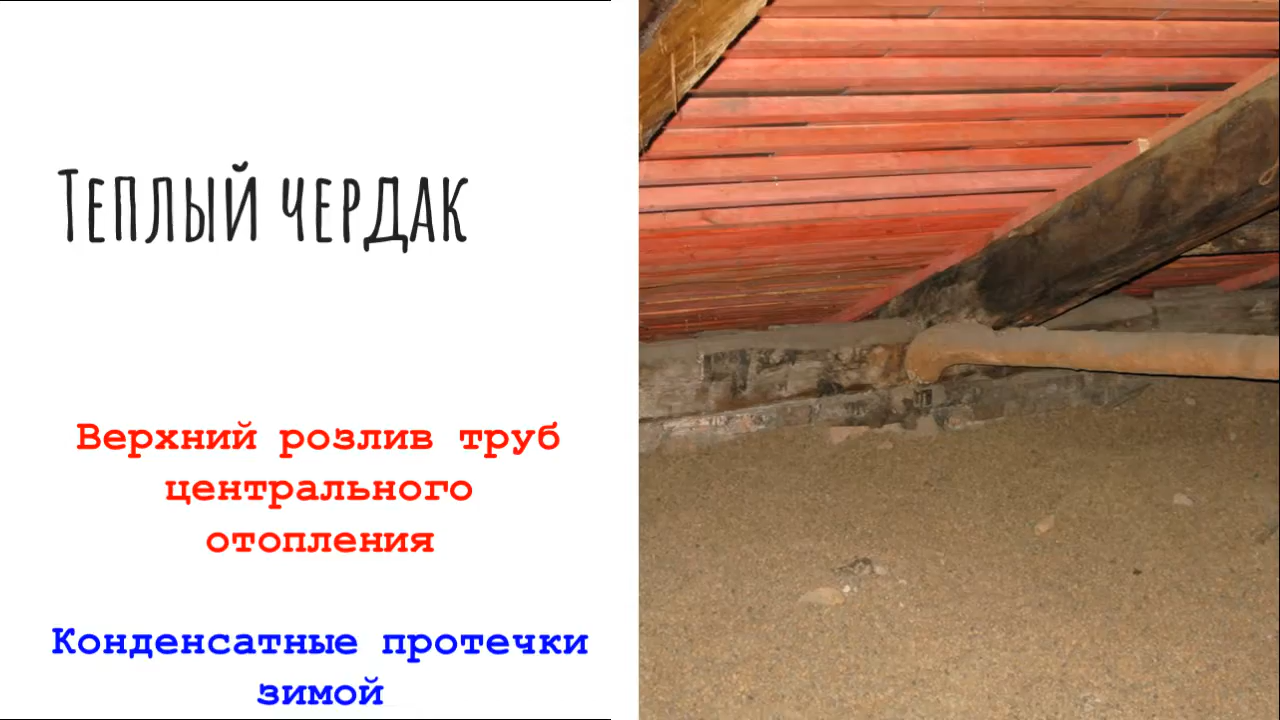 Теплый чердак
Верхний розлив труб
центрального
отопления
Конденсатные протечки
зимой